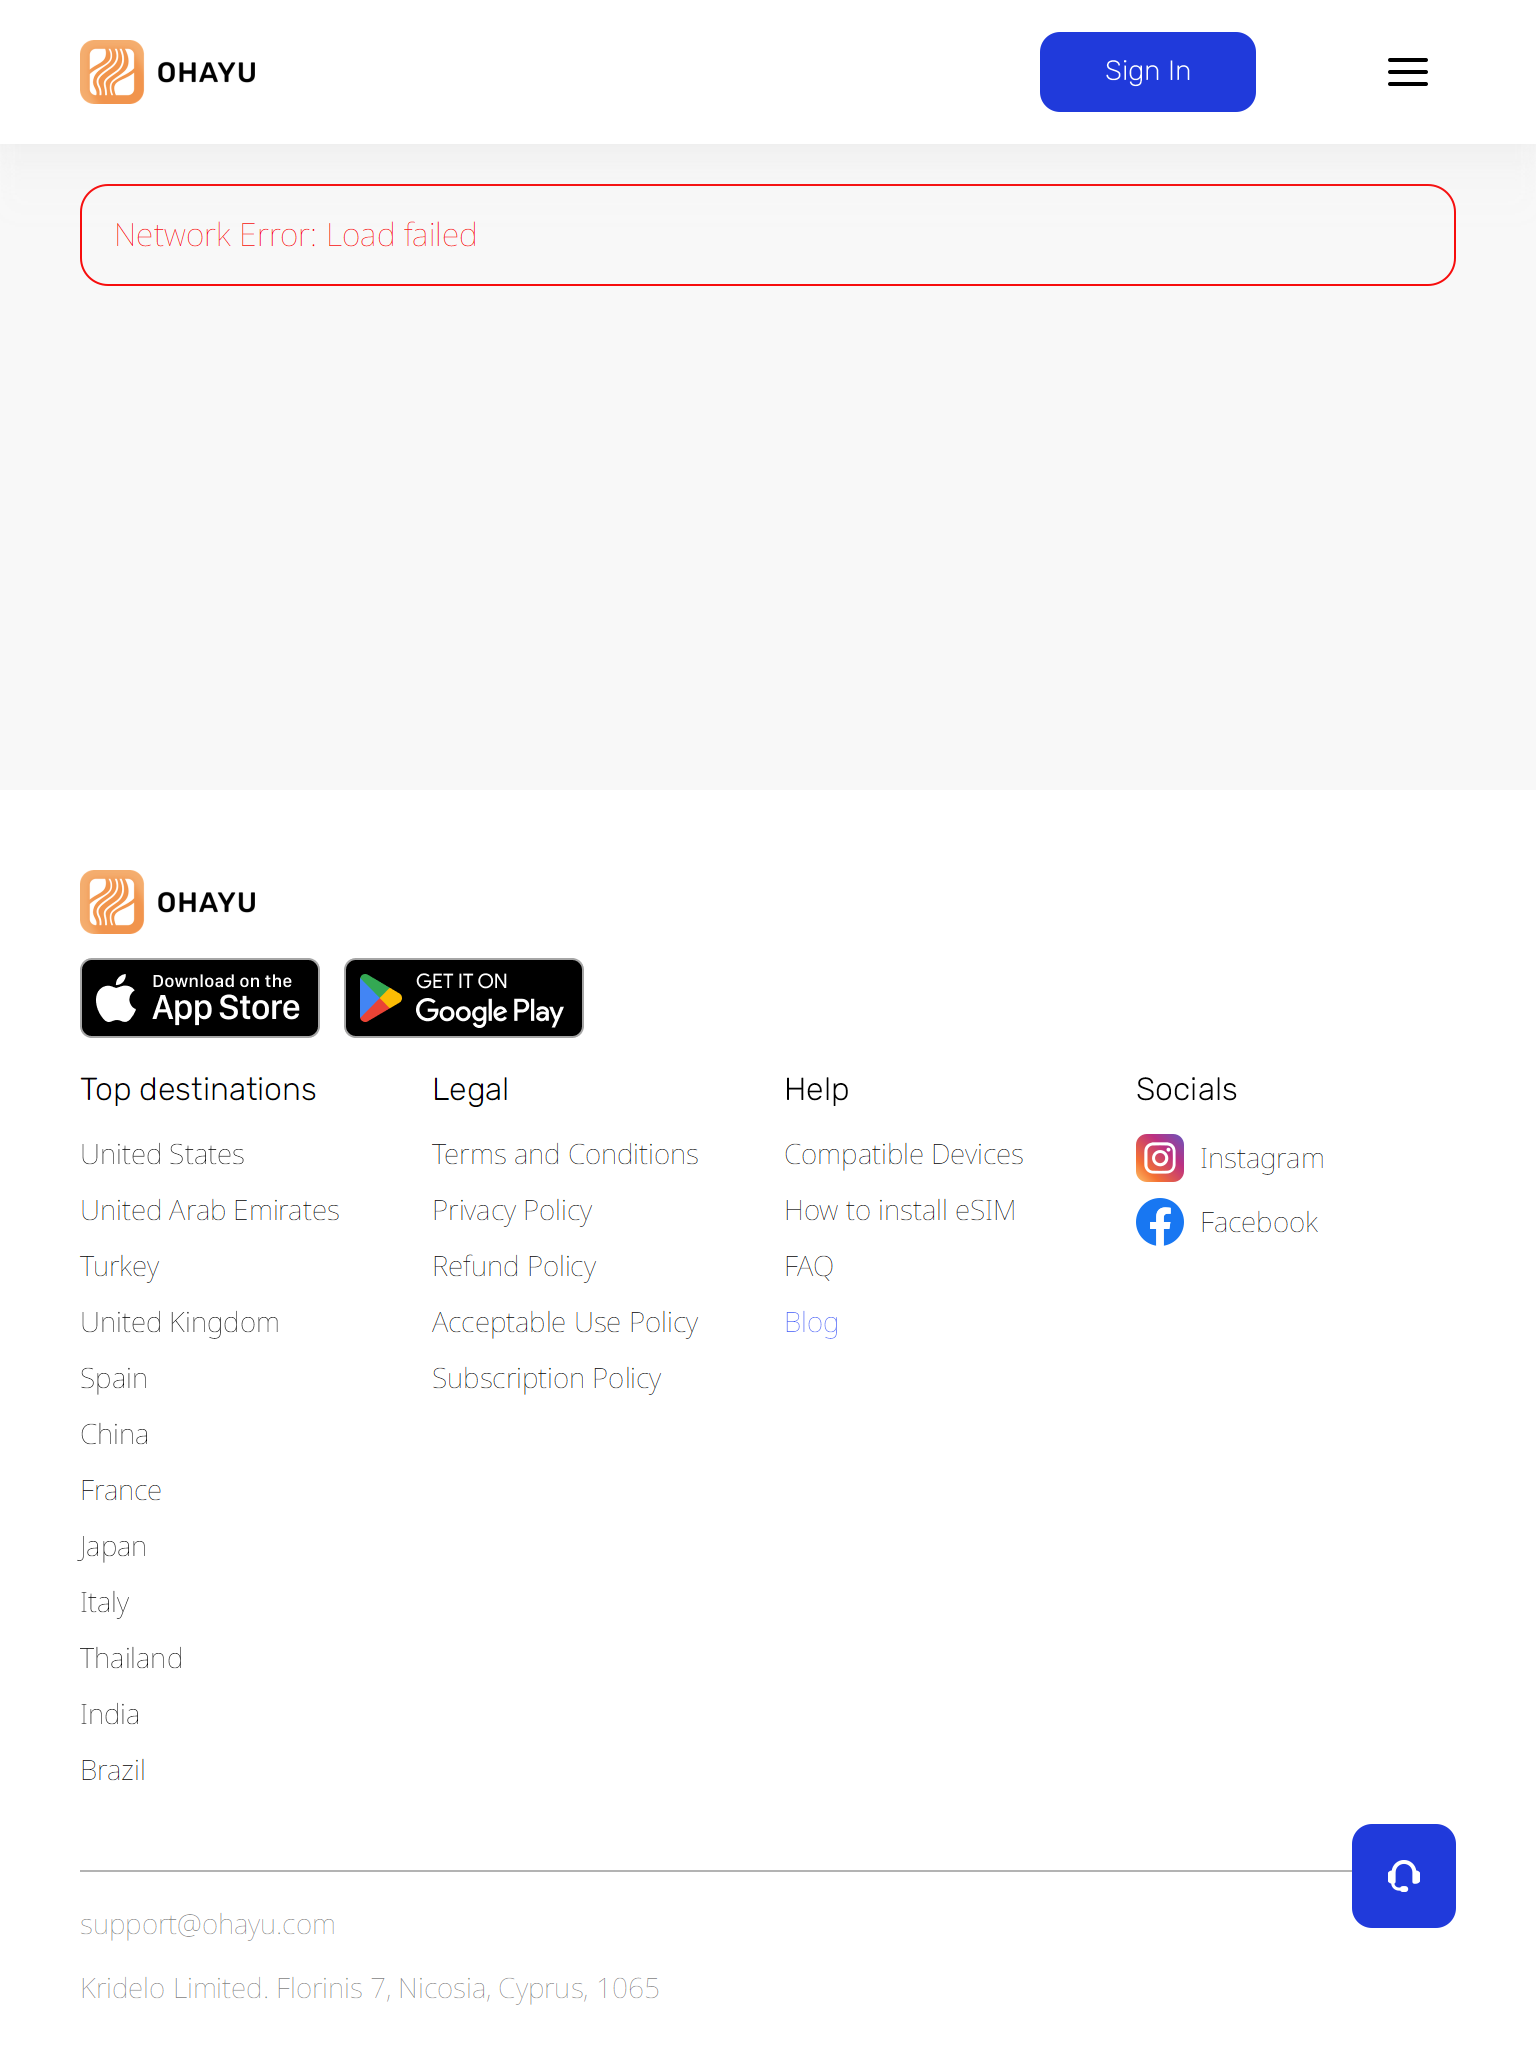 OHAYU
Sign In
Network Error: Load failed
OHAYU
Download on the
App Store
GET IT ON
Google Play
Top destinations
United States
United Arab Emirates
Turkey
United Kingdom
Spain
China
France
Japan
Italy
Thailand
India
Brazil
Legal
Terms and Conditions
Privacy Policy
Refund Policy
Acceptable Use Policy
Subscription Policy
Help
Compatible Devices
How to install eSIM
FAQ
Blog
Socials
Instagram
Facebook
support@ohayu.com
Kridelo Limited. Florinis 7, Nicosia, Cyprus, 1065